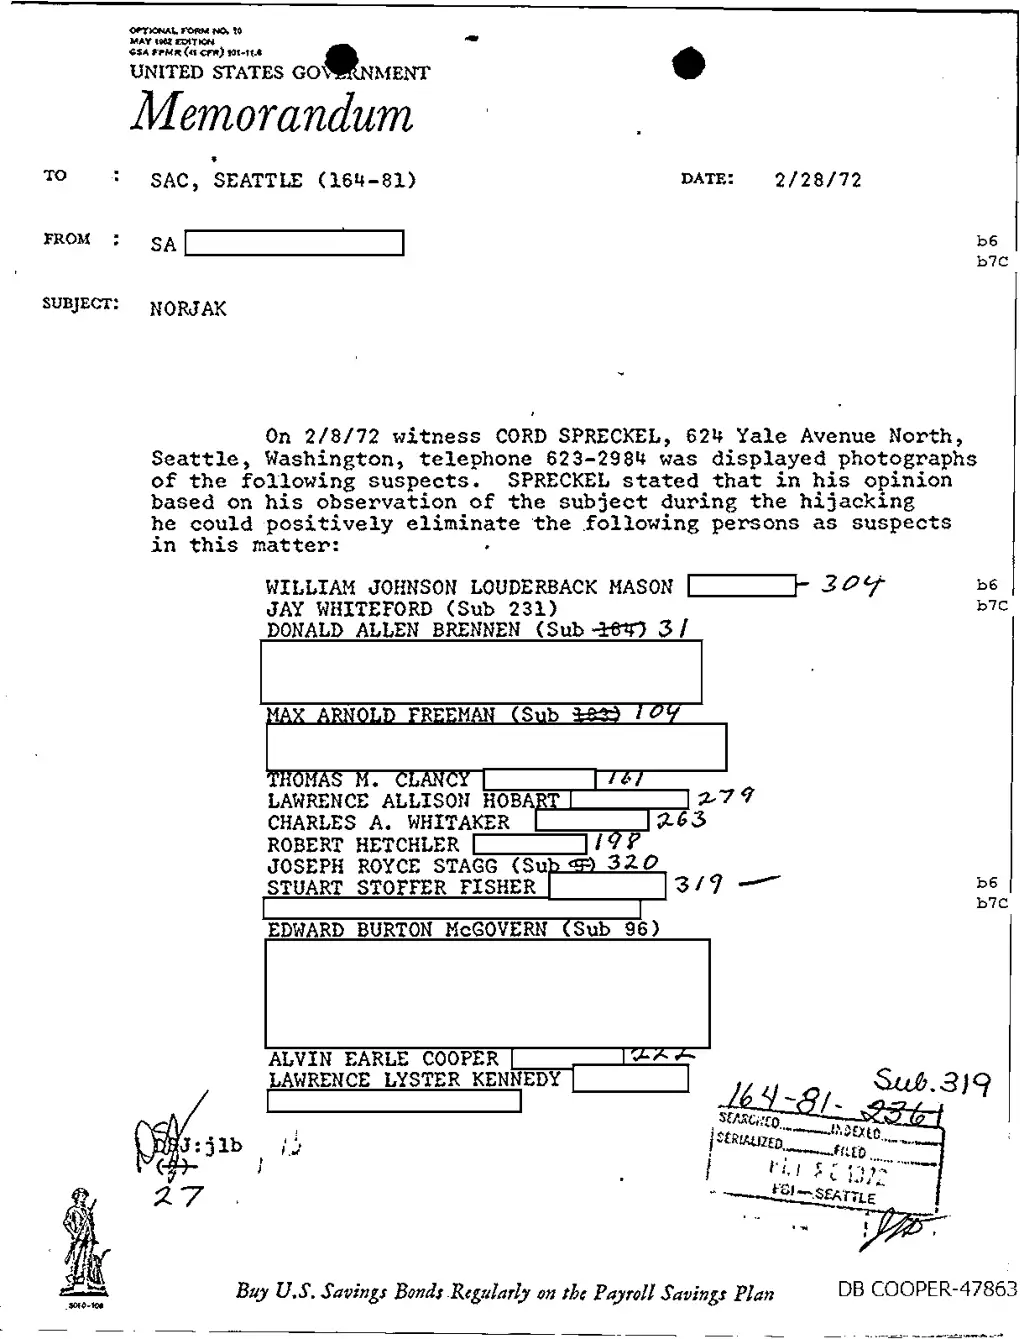 OPTIONAL FORM NO. 10
MAY 1962 EDITION
GSA FPMR (41 CFR) 101-11.6
UNITED STATES GOVERNMENT
Memorandum
TO : SAC, SEATTLE (164-81) DATE: 2/28/72
FROM : SA b6
b7C
SUBJECT: NORJAK
On 2/8/72 witness CORD SPRECKEL, 624 Yale Avenue North,
Seattle, Washington, telephone 623-2984 was displayed photographs
of the following suspects. SPRECKEL stated that in his opinion
based on his observation of the subject during the hijacking
he could positively eliminate the following persons as suspects
in this matter:
WILLIAM JOHNSON LOUDERBACK MASON - 304 b6
JAY WHITEFORD (Sub 231) b7C
DONALD ALLEN BRENNEN (Sub 184) 31
MAX ARNOLD FREEMAN (Sub 183) 104
THOMAS M. CLANCY 161
LAWRENCE ALLISON HOBART 279
CHARLES A. WHITAKER 263
ROBERT HETCHLER 198
JOSEPH ROYCE STAGG (Sub 320
STUART STOFFER FISHER 319 — b6
b7C
EDWARD BURTON McGOVERN (Sub 96)
ALVIN EARLE COOPER 222
LAWRENCE LYSTER KENNEDY
Sub. 319
164-81-2361
SEARCHED INDEXED
SERIALIZED FILED
FBI — SEATTLE
DSJ:jlb
27
5010-108
Buy U.S. Savings Bonds Regularly on the Payroll Savings Plan
DB COOPER-47863